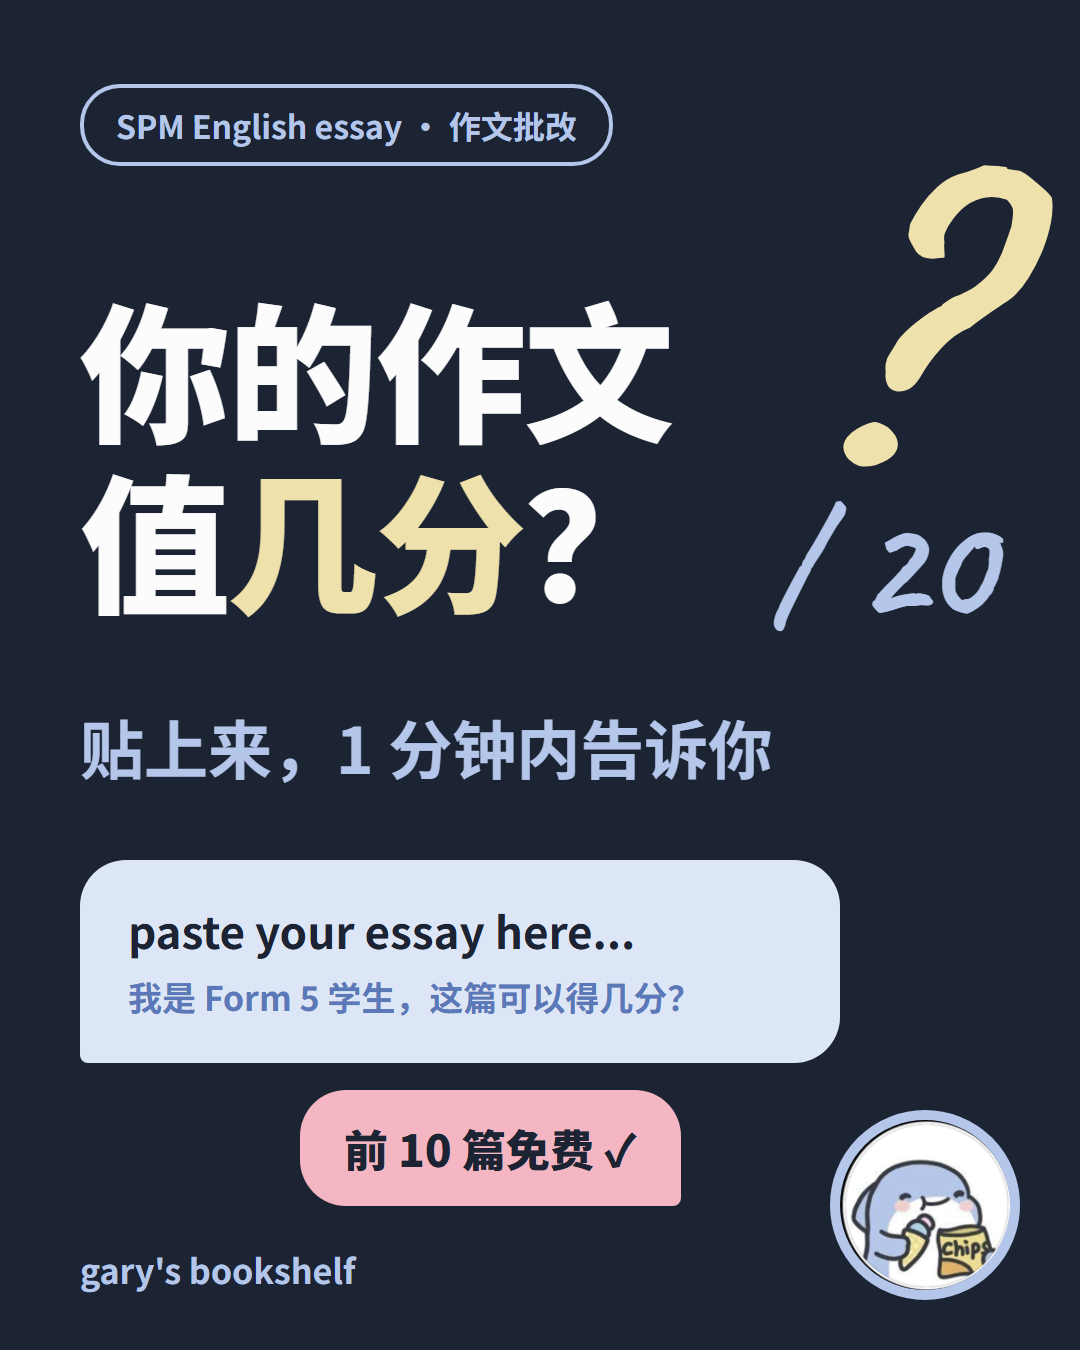 SPM English essay · 作文批改
你的作文
值几分？
?
/ 20
贴上来，1 分钟内告诉你
paste your essay here...
我是 Form 5 学生，这篇可以得几分？
前 10 篇免费 ✓
Chips
gary's bookshelf